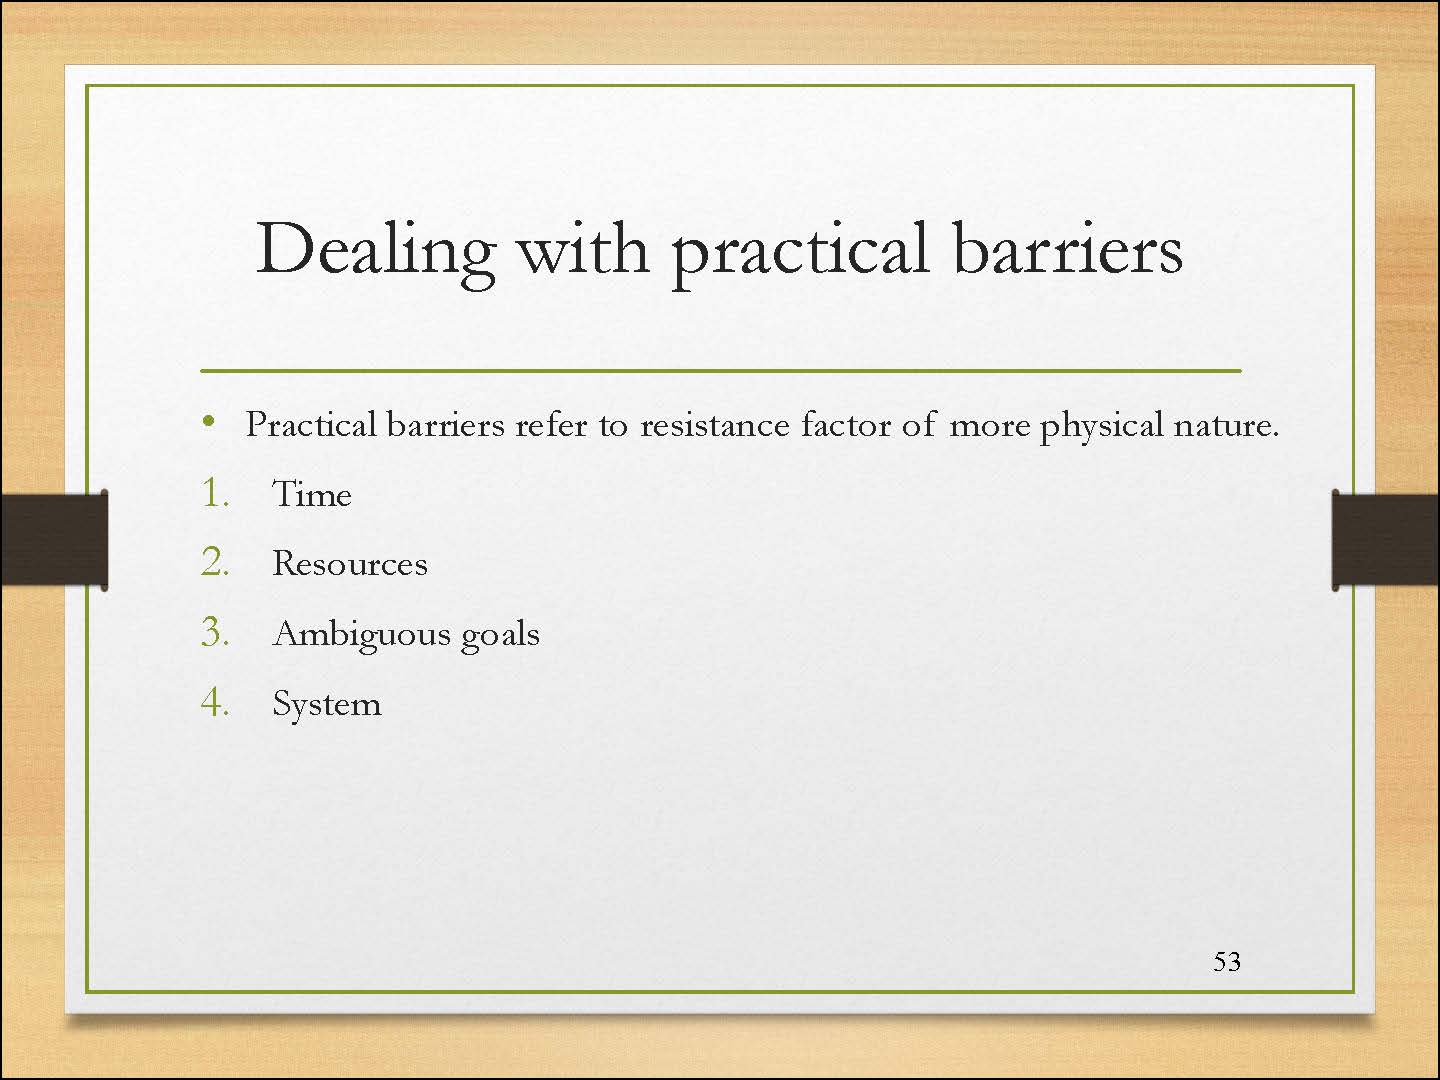 Dealing with practical barriers
• Practical barriers refer to resistance factor of more physical nature.
1. Time
2. Resources
3. Ambiguous goals
4. System
53